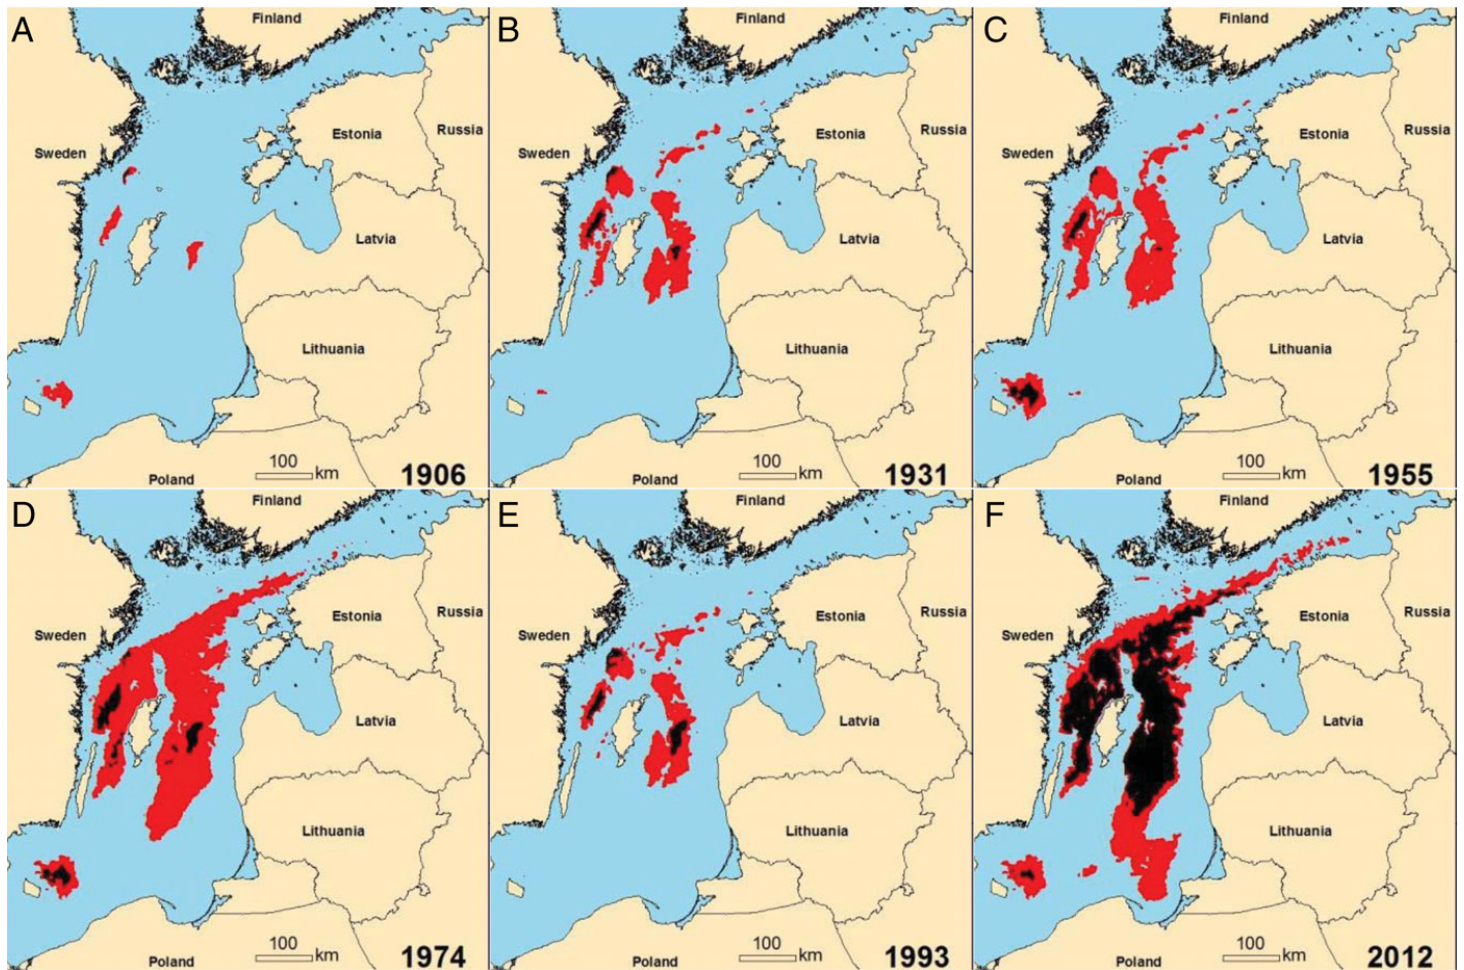 A
Finland
Estonia
Russia
Sweden
Latvia
Lithuania
100
km
Poland
1906
B
Finland
Estonia
Russia
Sweden
Latvia
Lithuania
100
km
Poland
1931
C
Finland
Estonia
Russia
Sweden
Latvia
Lithuania
100
km
Poland
1955
D
Finland
Estonia
Russia
Sweden
Latvia
Lithuania
100
km
Poland
1974
E
Finland
Estonia
Russia
Sweden
Latvia
Lithuania
100
km
Poland
1993
F
Finland
Estonia
Russia
Sweden
Latvia
Lithuania
100
km
Poland
2012